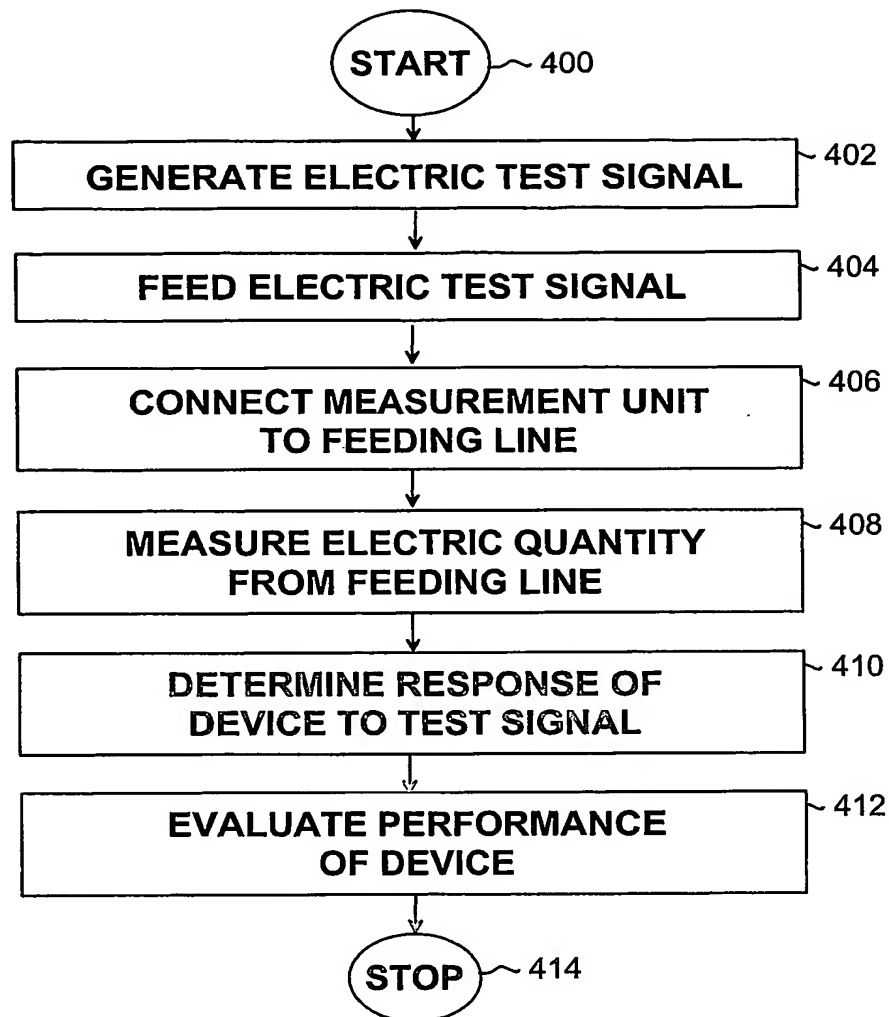 START
400
GENERATE ELECTRIC TEST SIGNAL
402
FEED ELECTRIC TEST SIGNAL
404
CONNECT MEASUREMENT UNIT
TO FEEDING LINE
406
MEASURE ELECTRIC QUANTITY
FROM FEEDING LINE
408
DETERMINE RESPONSE OF
DEVICE TO TEST SIGNAL
410
EVALUATE PERFORMANCE
OF DEVICE
412
STOP
414